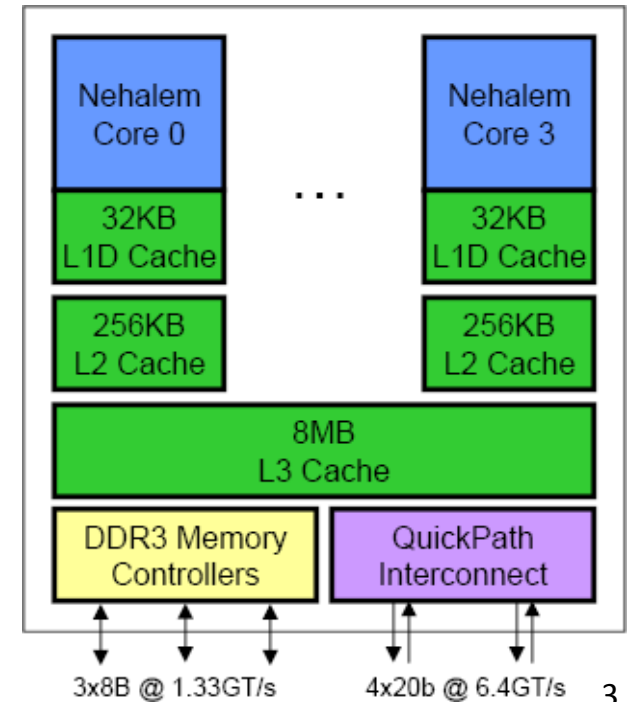 Nehalem
Core 0
Nehalem
Core 3
...
32KB
L1D Cache
32KB
L1D Cache
256KB
L2 Cache
256KB
L2 Cache
8MB
L3 Cache
DDR3 Memory
Controllers
QuickPath
Interconnect
3x8B @ 1.33GT/s
4x20b @ 6.4GT/s
3